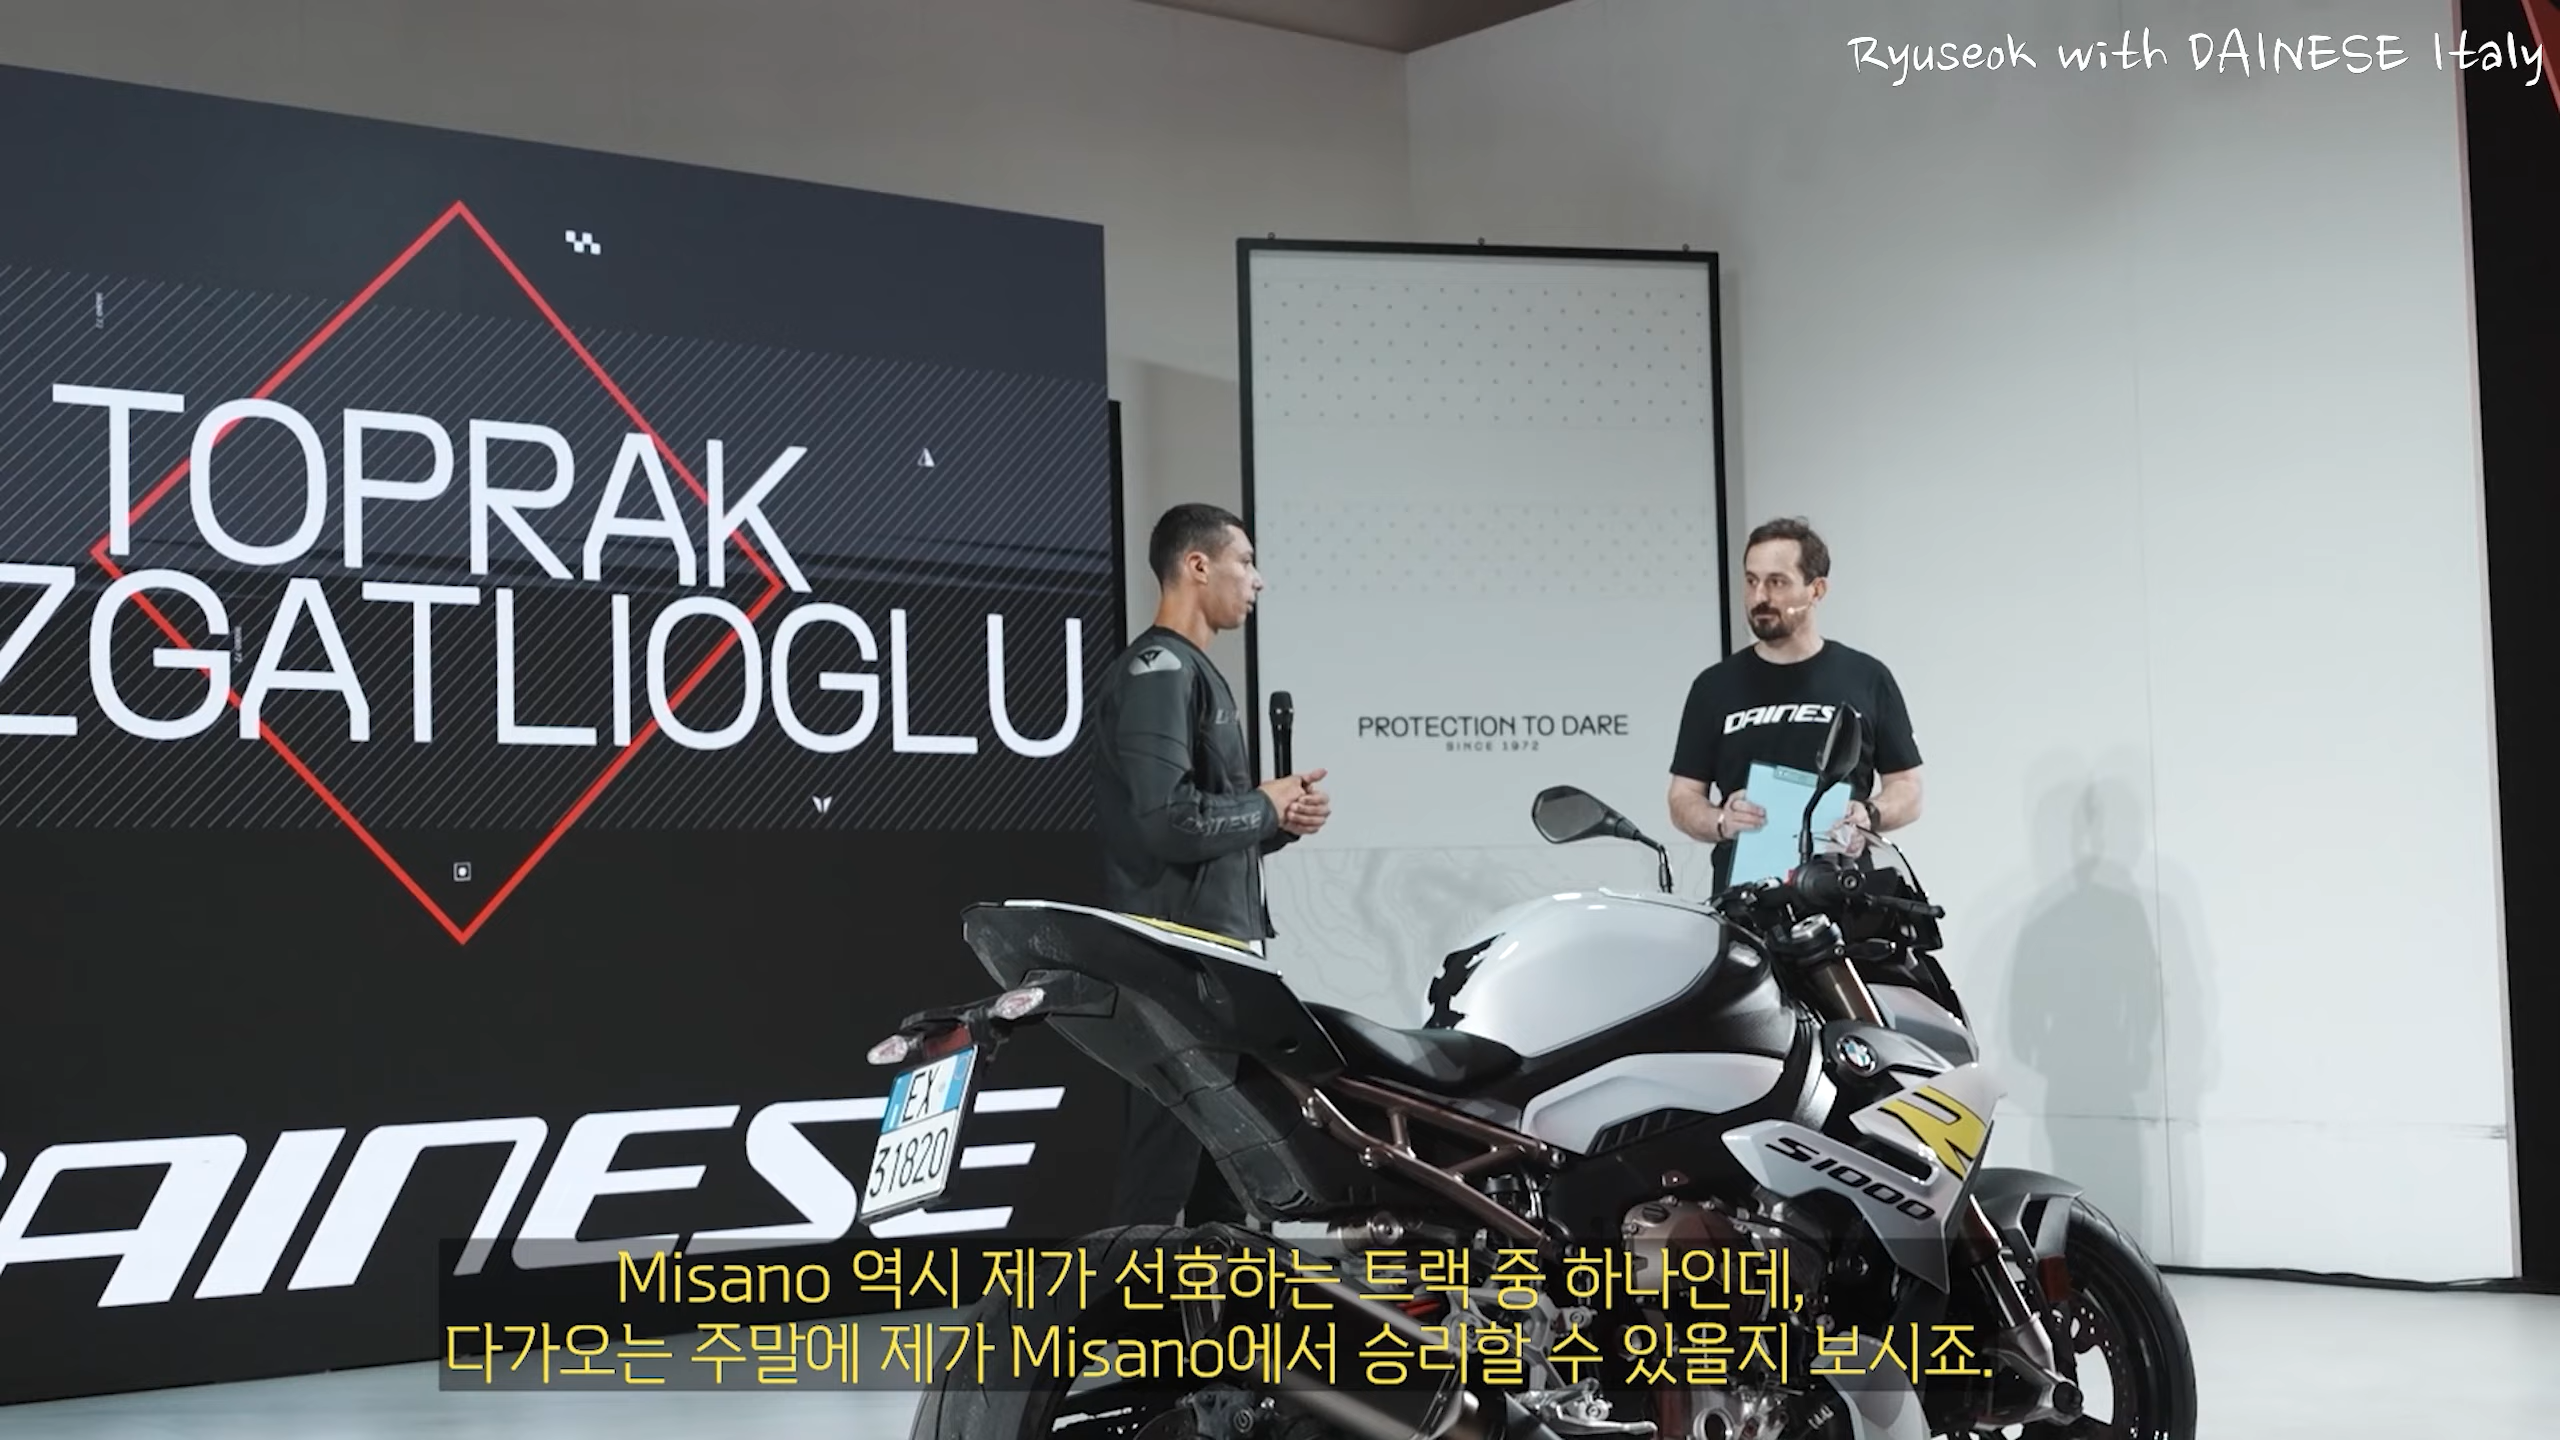 Ryuseok with DAINESE Italy
TOPRAK
ZGATLIOGLU
PROTECTION TO DARE
SINCE 1972
DAINES
DAINESE
EX
31820
AINESE
R
S1000
Misano 역시 제가 선호하는 트랙 중 하나인데,
다가오는 주말에 제가 Misano에서 승리할 수 있을지 보시죠.